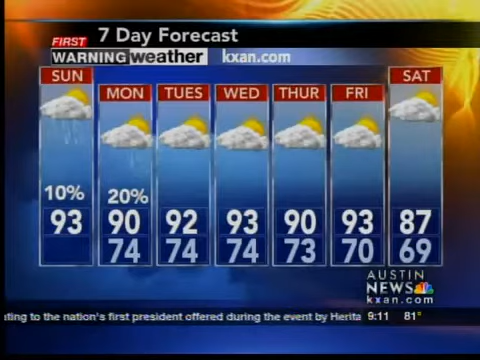 7 Day Forecast
FIRST
WARNING weather kxan.com
SUN MON TUES WED THUR FRI SAT
10% 20%
93 90 92 93 90 93 87
74 74 74 73 70 69
AUSTIN
NEWS
kxan.com
ating to the nation's first president offered during the event by Herita 9:11 81°